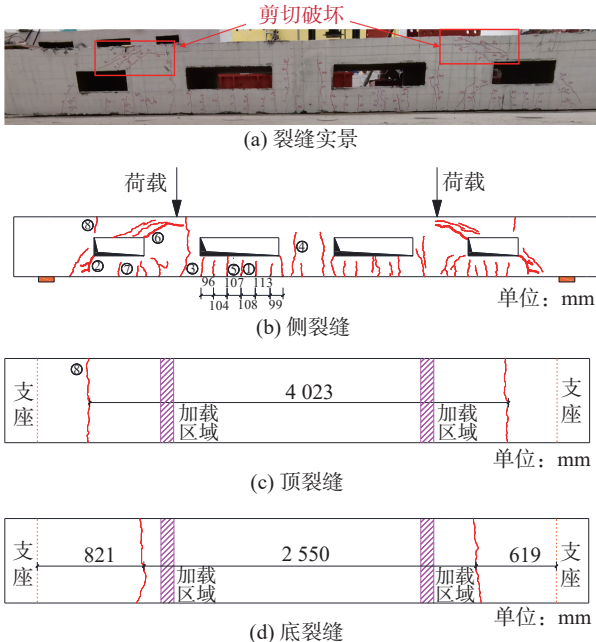 剪切破坏
(a) 裂缝实景
荷载 荷载
⑧ ⑥ ④
② ⑦ ③ ⑤ ①
96 107 113
104 108 99
单位：mm
(b) 侧裂缝
⑧
支座 4 023 支座
加载区域 加载区域
单位：mm
(c) 顶裂缝
支座 821 2 550 619 支座
加载区域 加载区域
单位：mm
(d) 底裂缝